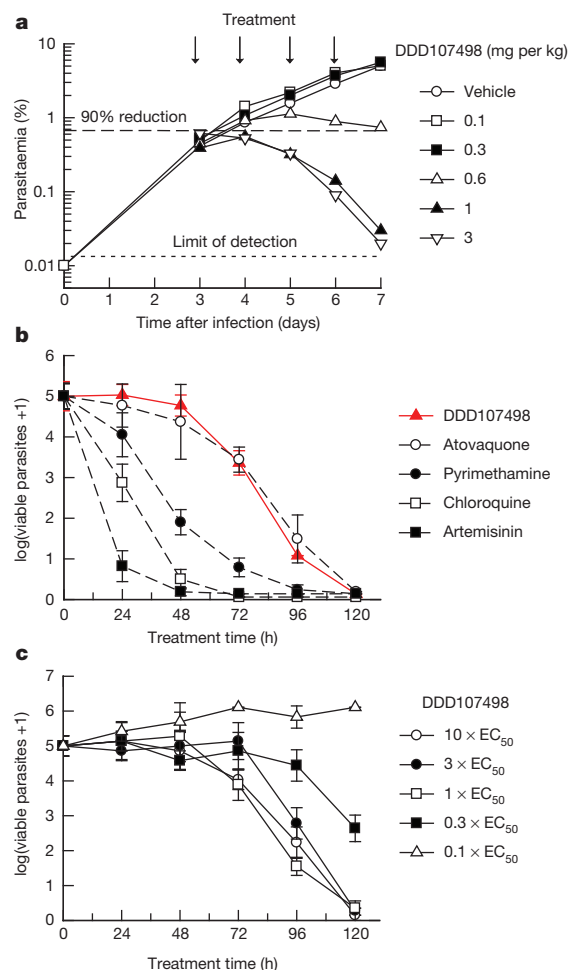 a
Treatment
DDD107498 (mg per kg)
Vehicle
0.1
0.3
0.6
1
3
10
1
0.1
0.01
Parasitaemia (%)
90% reduction
Limit of detection
0 1 2 3 4 5 6 7
Time after infection (days)
b
6
5
4
3
2
1
0
log(viable parasites +1)
DDD107498
Atovaquone
Pyrimethamine
Chloroquine
Artemisinin
0 24 48 72 96 120
Treatment time (h)
c
7
6
5
4
3
2
1
0
log(viable parasites +1)
DDD107498
10 × EC50
3 × EC50
1 × EC50
0.3 × EC50
0.1 × EC50
0 24 48 72 96 120
Treatment time (h)